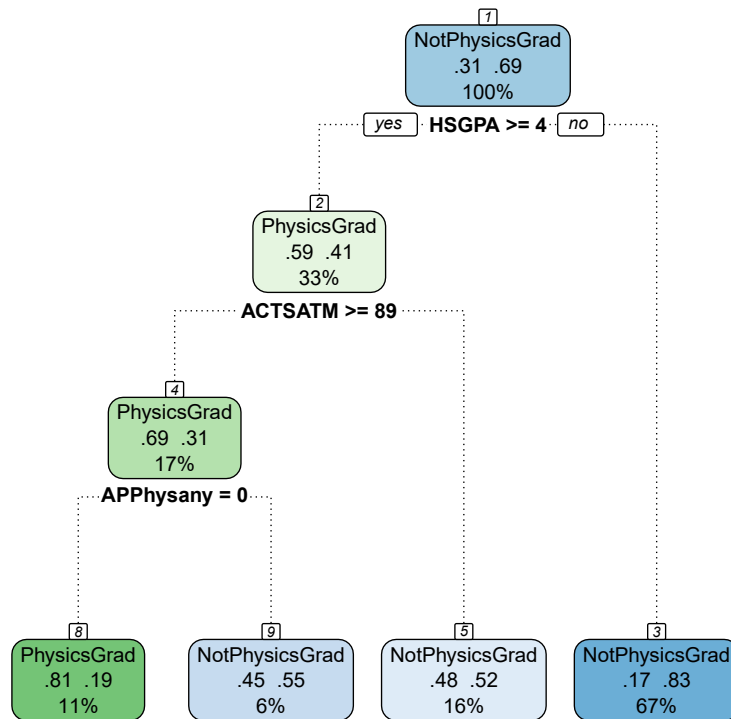 1
NotPhysicsGrad
.31 .69
100%
yes HSGPA >= 4 no
2
PhysicsGrad
.59 .41
33%
ACTSATM >= 89
4
PhysicsGrad
.69 .31
17%
APPhysany = 0
8
PhysicsGrad
.81 .19
11%
9
NotPhysicsGrad
.45 .55
6%
5
NotPhysicsGrad
.48 .52
16%
3
NotPhysicsGrad
.17 .83
67%